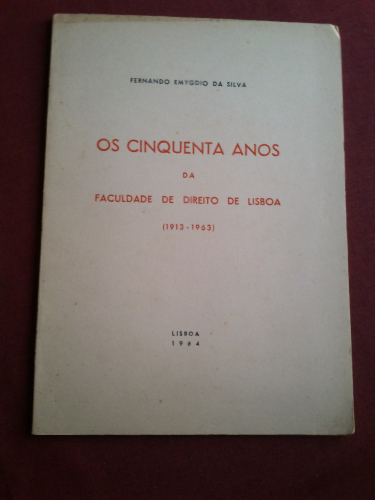 FERNANDO EMYGDIO DA SILVA
OS CINQUENTA ANOS
DA
FACULDADE DE DIREITO DE LISBOA
(1913-1963)
LISBOA
1964